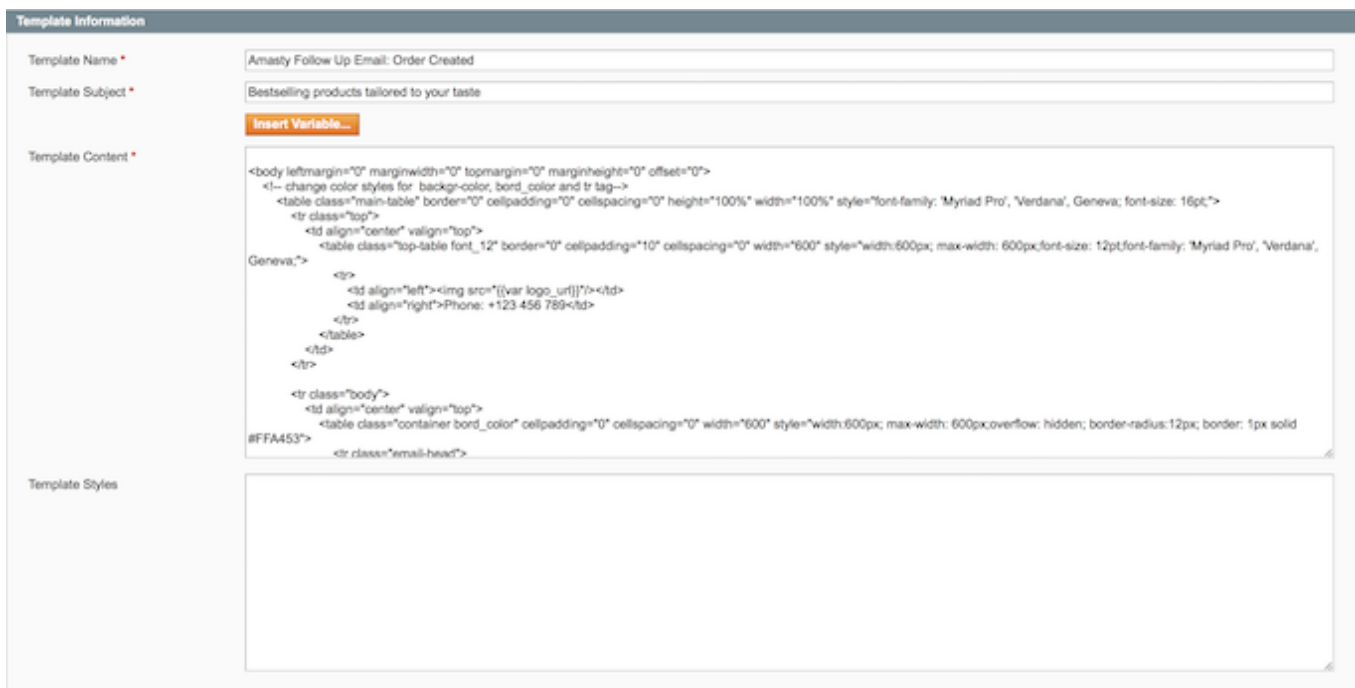 Template Information
Template Name *
Amasty Follow Up Email: Order Created
Template Subject *
Bestselling products tailored to your taste
Insert Variable...
Template Content *
<body leftmargin="0" marginwidth="0" topmargin="0" marginheight="0" offset="0">
<!-- change color styles for  backgr-color, bord_color and tr tag-->
<table class="main-table" border="0" cellpadding="0" cellspacing="0" height="100%" width="100%" style="font-family: 'Myriad Pro', 'Verdana', Geneva; font-size: 16pt;">
<tr class="top">
<td align="center" valign="top">
<table class="top-table font_12" border="0" cellpadding="10" cellspacing="0" width="600" style="width:600px; max-width: 600px;font-size: 12pt;font-family: 'Myriad Pro', 'Verdana',
Geneva;">
<tr>
<td align="left"><img src="{{var logo_url}}"/></td>
<td align="right">Phone: +123 456 789</td>
</tr>
</table>
</td>
</tr>
<tr class="body">
<td align="center" valign="top">
<table class="container bord_color" cellpadding="0" cellspacing="0" width="600" style="width:600px; max-width: 600px;overflow: hidden; border-radius:12px; border: 1px solid
#FFA453">
<tr class="email-head">
Template Styles